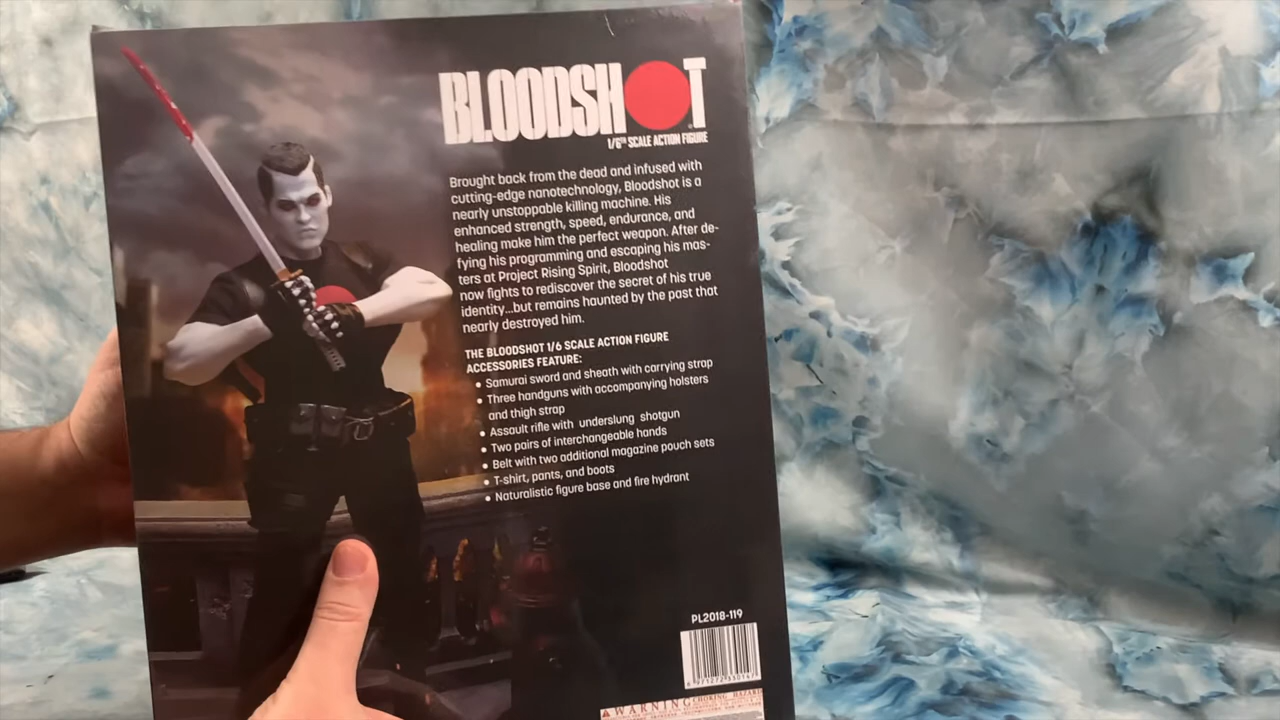 BLOODSHOT
1/6TH SCALE ACTION FIGURE
Brought back from the dead and infused with
cutting-edge nanotechnology, Bloodshot is a
nearly unstoppable killing machine. His
enhanced strength, speed, endurance, and
healing make him the perfect weapon. After de-
fying his programming and escaping his mas-
ters at Project Rising Spirit, Bloodshot
now fights to rediscover the secret of his true
identity...but remains haunted by the past that
nearly destroyed him.
THE BLOODSHOT 1/6 SCALE ACTION FIGURE
ACCESSORIES FEATURE:
• Samurai sword and sheath with carrying strap
• Three handguns with accompanying holsters
and thigh strap
• Assault rifle with underslung shotgun
• Two pairs of interchangeable hands
• Belt with two additional magazine pouch sets
• T-shirt, pants, and boots
• Naturalistic figure base and fire hydrant
PL2018-119
WARNING CHOKING HAZARD